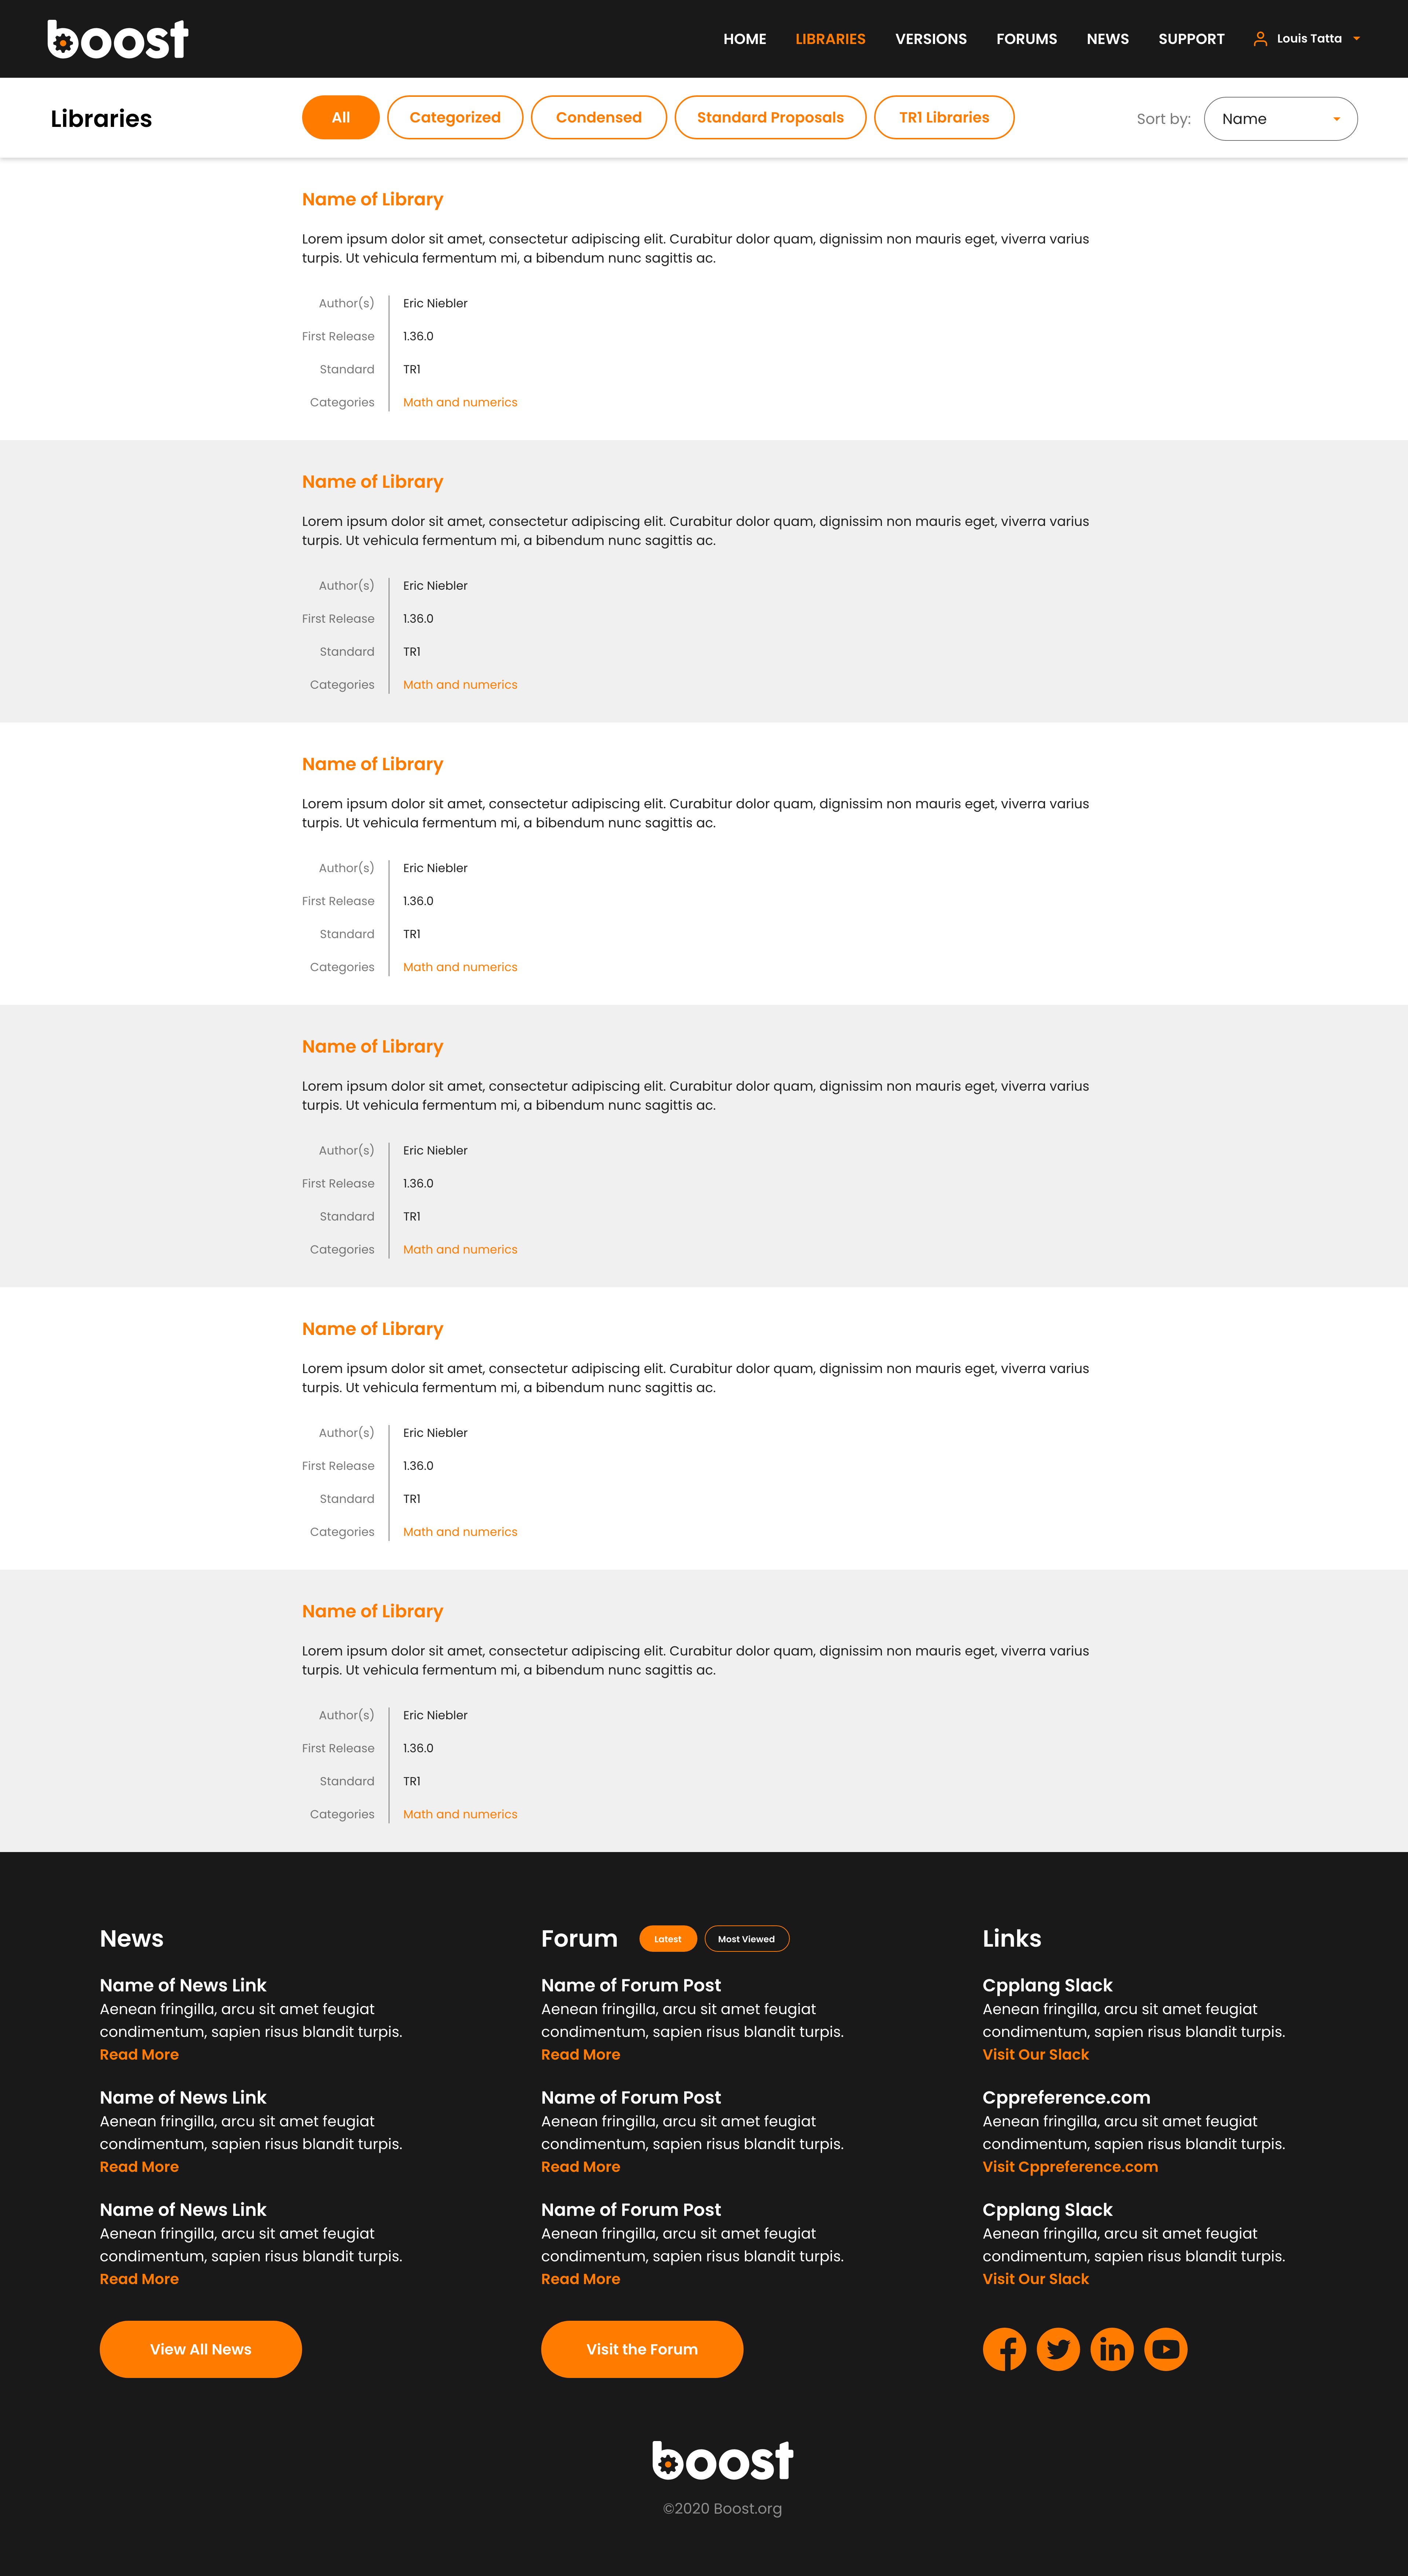 boost
HOME LIBRARIES VERSIONS FORUMS NEWS SUPPORT Louis Tatta
Libraries
All Categorized Condensed Standard Proposals TR1 Libraries
Sort by: Name
Name of Library
Lorem ipsum dolor sit amet, consectetur adipiscing elit. Curabitur dolor quam, dignissim non mauris eget, viverra varius
turpis. Ut vehicula fermentum mi, a bibendum nunc sagittis ac.
Author(s) Eric Niebler
First Release 1.36.0
Standard TR1
Categories Math and numerics
Name of Library
Lorem ipsum dolor sit amet, consectetur adipiscing elit. Curabitur dolor quam, dignissim non mauris eget, viverra varius
turpis. Ut vehicula fermentum mi, a bibendum nunc sagittis ac.
Author(s) Eric Niebler
First Release 1.36.0
Standard TR1
Categories Math and numerics
Name of Library
Lorem ipsum dolor sit amet, consectetur adipiscing elit. Curabitur dolor quam, dignissim non mauris eget, viverra varius
turpis. Ut vehicula fermentum mi, a bibendum nunc sagittis ac.
Author(s) Eric Niebler
First Release 1.36.0
Standard TR1
Categories Math and numerics
Name of Library
Lorem ipsum dolor sit amet, consectetur adipiscing elit. Curabitur dolor quam, dignissim non mauris eget, viverra varius
turpis. Ut vehicula fermentum mi, a bibendum nunc sagittis ac.
Author(s) Eric Niebler
First Release 1.36.0
Standard TR1
Categories Math and numerics
Name of Library
Lorem ipsum dolor sit amet, consectetur adipiscing elit. Curabitur dolor quam, dignissim non mauris eget, viverra varius
turpis. Ut vehicula fermentum mi, a bibendum nunc sagittis ac.
Author(s) Eric Niebler
First Release 1.36.0
Standard TR1
Categories Math and numerics
Name of Library
Lorem ipsum dolor sit amet, consectetur adipiscing elit. Curabitur dolor quam, dignissim non mauris eget, viverra varius
turpis. Ut vehicula fermentum mi, a bibendum nunc sagittis ac.
Author(s) Eric Niebler
First Release 1.36.0
Standard TR1
Categories Math and numerics
News
Name of News Link
Aenean fringilla, arcu sit amet feugiat
condimentum, sapien risus blandit turpis.
Read More
Name of News Link
Aenean fringilla, arcu sit amet feugiat
condimentum, sapien risus blandit turpis.
Read More
Name of News Link
Aenean fringilla, arcu sit amet feugiat
condimentum, sapien risus blandit turpis.
Read More
View All News
Forum Latest Most Viewed
Name of Forum Post
Aenean fringilla, arcu sit amet feugiat
condimentum, sapien risus blandit turpis.
Read More
Name of Forum Post
Aenean fringilla, arcu sit amet feugiat
condimentum, sapien risus blandit turpis.
Read More
Name of Forum Post
Aenean fringilla, arcu sit amet feugiat
condimentum, sapien risus blandit turpis.
Read More
Visit the Forum
Links
Cpplang Slack
Aenean fringilla, arcu sit amet feugiat
condimentum, sapien risus blandit turpis.
Visit Our Slack
Cppreference.com
Aenean fringilla, arcu sit amet feugiat
condimentum, sapien risus blandit turpis.
Visit Cppreference.com
Cpplang Slack
Aenean fringilla, arcu sit amet feugiat
condimentum, sapien risus blandit turpis.
Visit Our Slack
boost
©2020 Boost.org